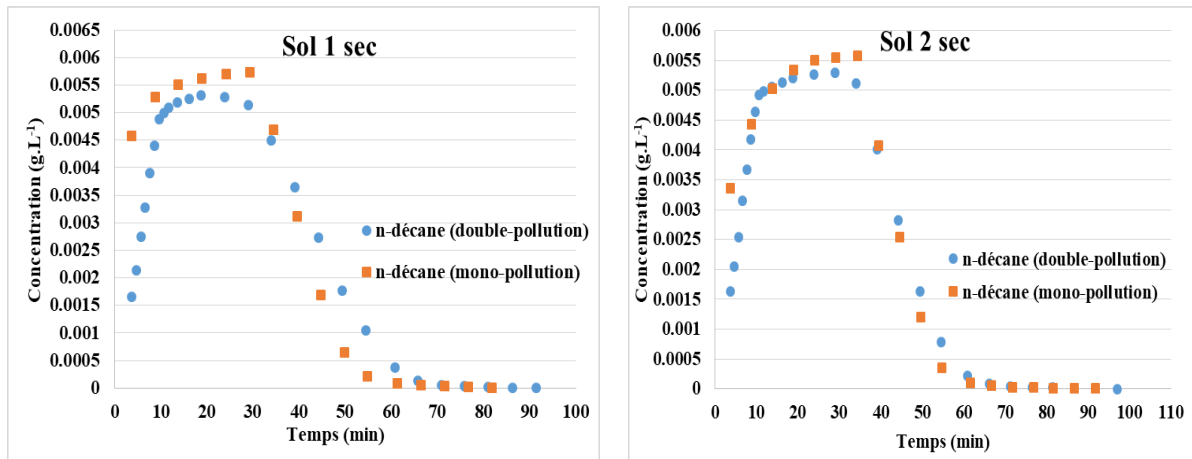 Sol 1 sec
Concentration (g.L⁻¹)
0.0065
0.006
0.0055
0.005
0.0045
0.004
0.0035
0.003
0.0025
0.002
0.0015
0.001
0.0005
0
n-décane (double-pollution)
n-décane (mono-pollution)
0 10 20 30 40 50 60 70 80 90 100
Temps (min)
Sol 2 sec
Concentration (g.L⁻¹)
0.006
0.0055
0.005
0.0045
0.004
0.0035
0.003
0.0025
0.002
0.0015
0.001
0.0005
0
n-décane (double-pollution)
n-décane (mono-pollution)
0 10 20 30 40 50 60 70 80 90 100 110
Temps (min)